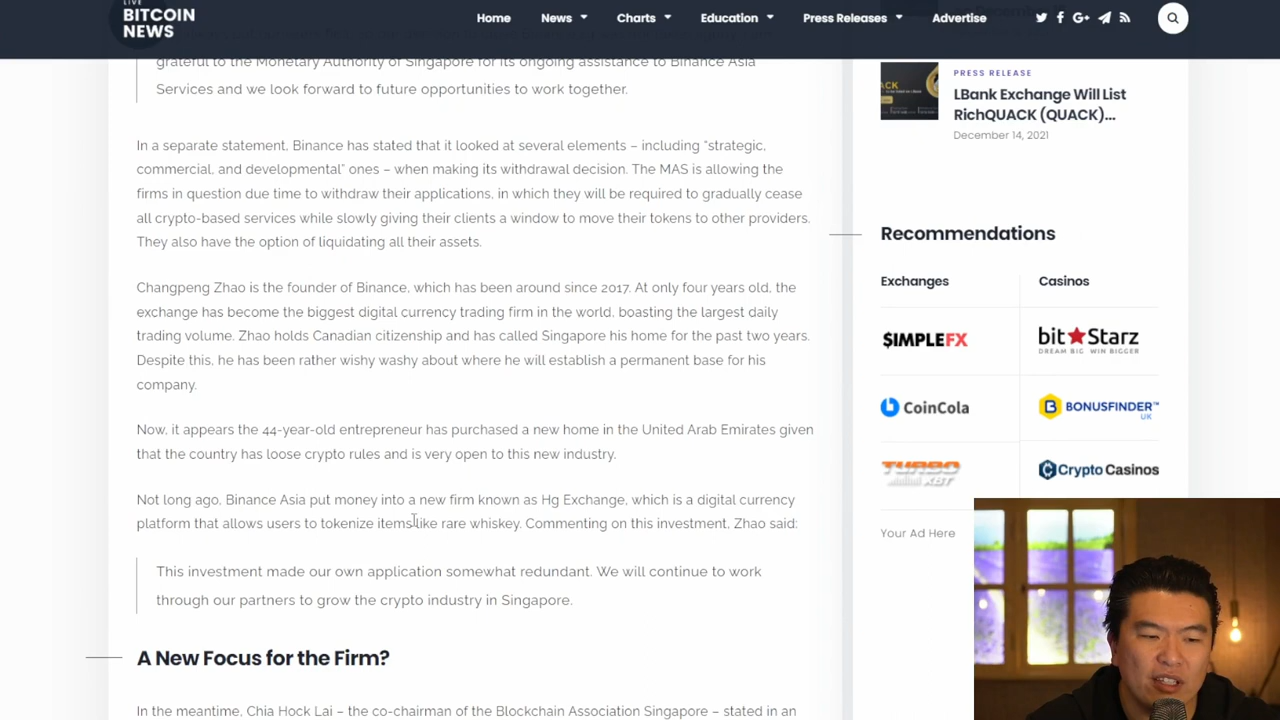 LIVE
BITCOIN
NEWS
Home
News
Charts
Education
Press Releases
Advertise
grateful to the Monetary Authority of Singapore for its ongoing assistance to Binance Asia
Services and we look forward to future opportunities to work together.
In a separate statement, Binance has stated that it looked at several elements – including “strategic,
commercial, and developmental” ones – when making its withdrawal decision. The MAS is allowing the
firms in question due time to withdraw their applications, in which they will be required to gradually cease
all crypto-based services while slowly giving their clients a window to move their tokens to other providers.
They also have the option of liquidating all their assets.
Changpeng Zhao is the founder of Binance, which has been around since 2017. At only four years old, the
exchange has become the biggest digital currency trading firm in the world, boasting the largest daily
trading volume. Zhao holds Canadian citizenship and has called Singapore his home for the past two years.
Despite this, he has been rather wishy washy about where he will establish a permanent base for his
company.
Now, it appears the 44-year-old entrepreneur has purchased a new home in the United Arab Emirates given
that the country has loose crypto rules and is very open to this new industry.
Not long ago, Binance Asia put money into a new firm known as Hg Exchange, which is a digital currency
platform that allows users to tokenize items like rare whiskey. Commenting on this investment, Zhao said:
This investment made our own application somewhat redundant. We will continue to work
through our partners to grow the crypto industry in Singapore.
A New Focus for the Firm?
In the meantime, Chia Hock Lai – the co-chairman of the Blockchain Association Singapore – stated in an
ACK
PRESS RELEASE
LBank Exchange Will List
RichQUACK (QUACK)...
December 14, 2021
Recommendations
Exchanges
Casinos
$IMPLEFX
bit Starz
DREAM BIG WIN BIGGER
CoinCola
BONUSFINDER™
UK
TURBO
XBT
Crypto Casinos
Your Ad Here